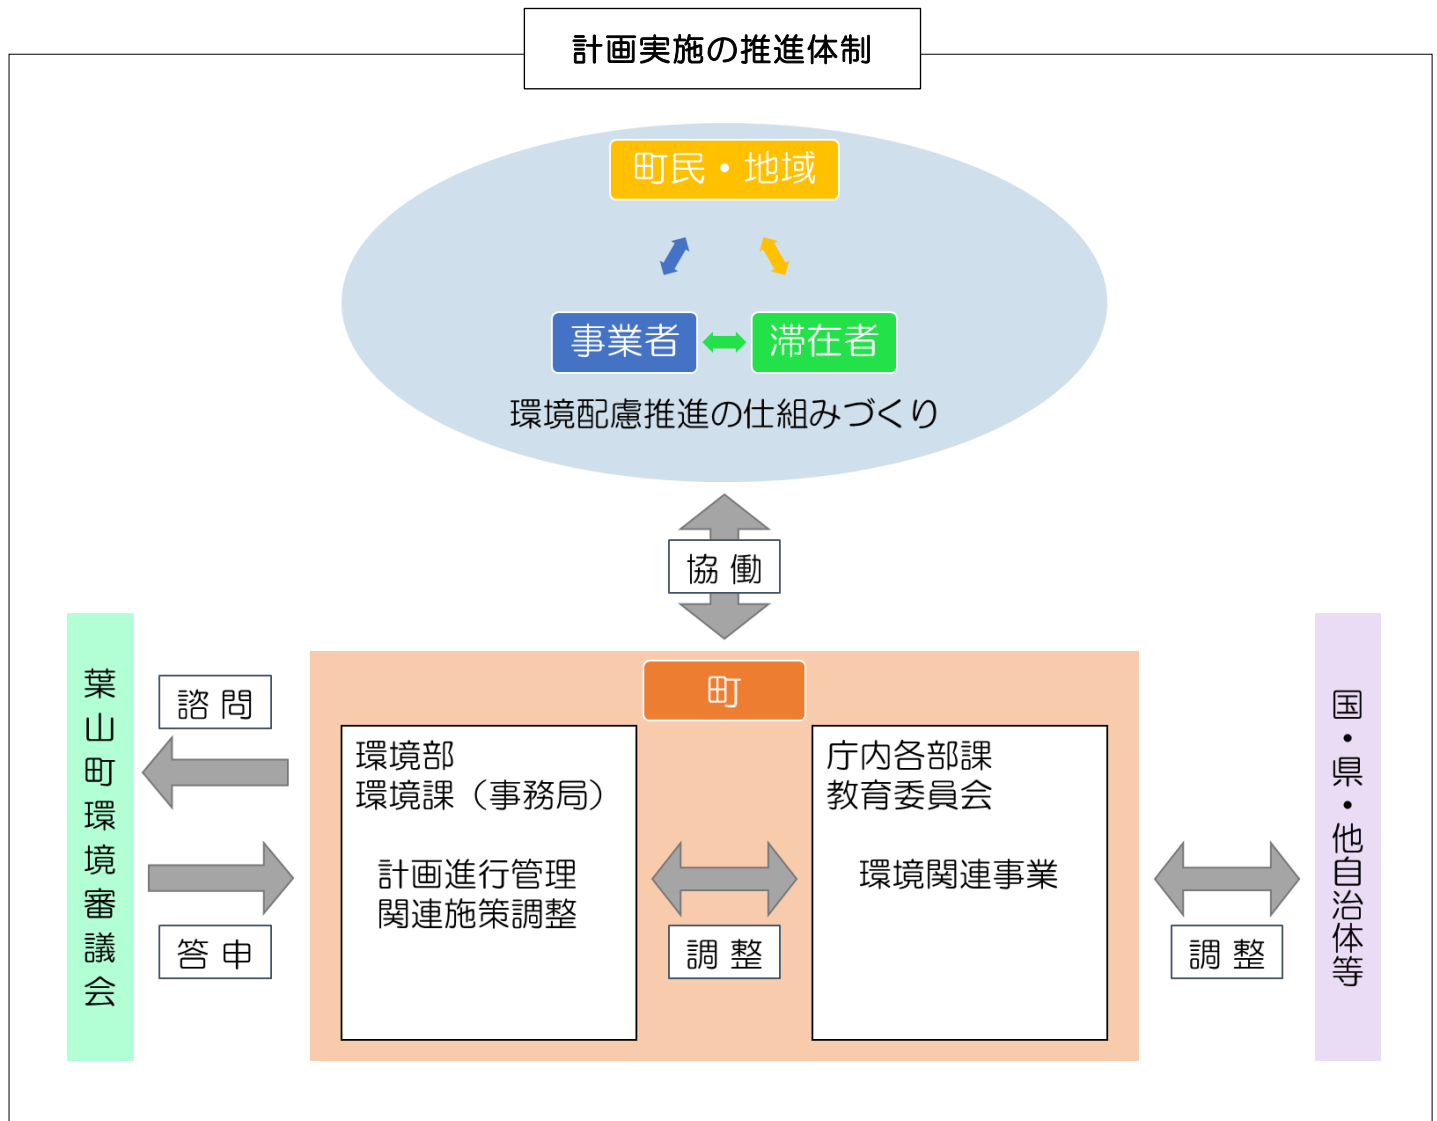 計画実施の推進体制
町民・地域
事業者
滞在者
環境配慮推進の仕組みづくり
協働
葉山町環境審議会
諮問
答申
町
環境部
環境課（事務局）
計画進行管理
関連施策調整
調整
庁内各部課
教育委員会
環境関連事業
調整
国・県・他自治体等